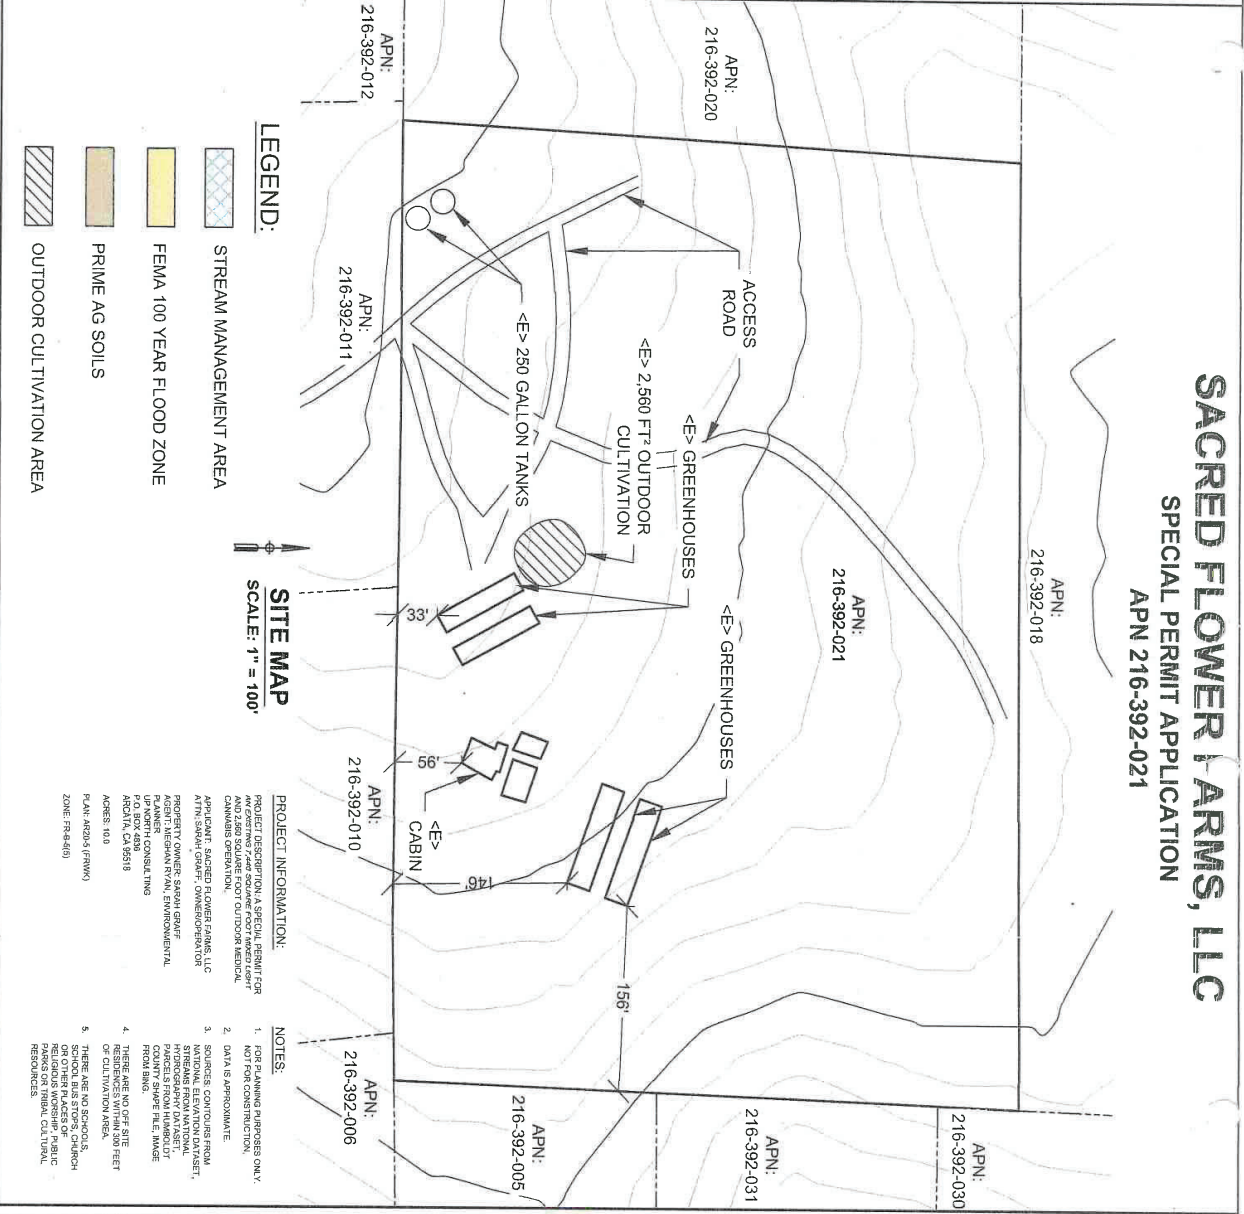 SACRED FLOWER FARMS, LLC
SPECIAL PERMIT APPLICATION
APN 216-392-021
APN:
216-392-018
APN:
216-392-020
APN:
216-392-021
APN:
216-392-030
APN:
216-392-031
APN:
216-392-005
APN:
216-392-012
APN:
216-392-011
APN:
216-392-010
APN:
216-392-006
ACCESS
ROAD
<E> GREENHOUSES
<E> GREENHOUSES
<E> 2,560 FT² OUTDOOR
CULTIVATION
<E> 250 GALLON TANKS
<E>
CABIN
33'
56'
146'
156'
LEGEND:
STREAM MANAGEMENT AREA
FEMA 100 YEAR FLOOD ZONE
PRIME AG SOILS
OUTDOOR CULTIVATION AREA
SITE MAP
SCALE: 1" = 100'
PROJECT INFORMATION:
PROJECT DESCRIPTION: A SPECIAL PERMIT FOR
AN EXISTING 7,440 SQUARE FOOT MIXED LIGHT
AND 2,560 SQUARE FOOT OUTDOOR MEDICAL
CANNABIS OPERATION.
APPLICANT: SACRED FLOWER FARMS, LLC
ATTN: SARAH GRAFF, OWNER/OPERATOR
PROPERTY OWNER: SARAH GRAFF
AGENT: MEGHAN RYAN, ENVIRONMENTAL
PLANNER
UP NORTH CONSULTING
P.O. BOX 4836
ARCATA, CA 95518
ACRES: 10.0
PLAN: AR20-5 (FRWK)
ZONE: FR-B-5(5)
NOTES:
1. FOR PLANNING PURPOSES ONLY.
NOT FOR CONSTRUCTION.
2. DATA IS APPROXIMATE.
3. SOURCES: CONTOURS FROM
NATIONAL ELEVATION DATASET,
STREAMS FROM NATIONAL
HYDROGRAPHY DATASET,
PARCELS FROM HUMBOLDT
COUNTY SHAPE FILE, IMAGE
FROM BING.
4. THERE ARE NO OFF SITE
RESIDENCES WITHIN 300 FEET
OF CULTIVATION AREA.
5. THERE ARE NO SCHOOLS,
SCHOOL BUS STOPS, CHURCH
OR OTHER PLACES OF
RELIGIOUS WORSHIP, PUBLIC
PARKS OR TRIBAL CULTURAL
RESOURCES.